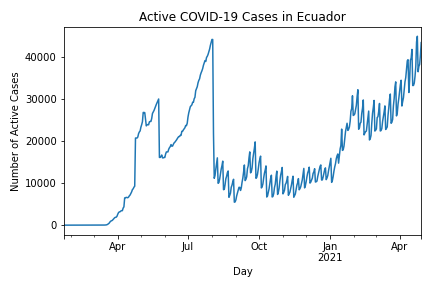 Active COVID-19 Cases in Ecuador
Number of Active Cases
40000
30000
20000
10000
0
Apr
Jul
Oct
Jan
2021
Apr
Day